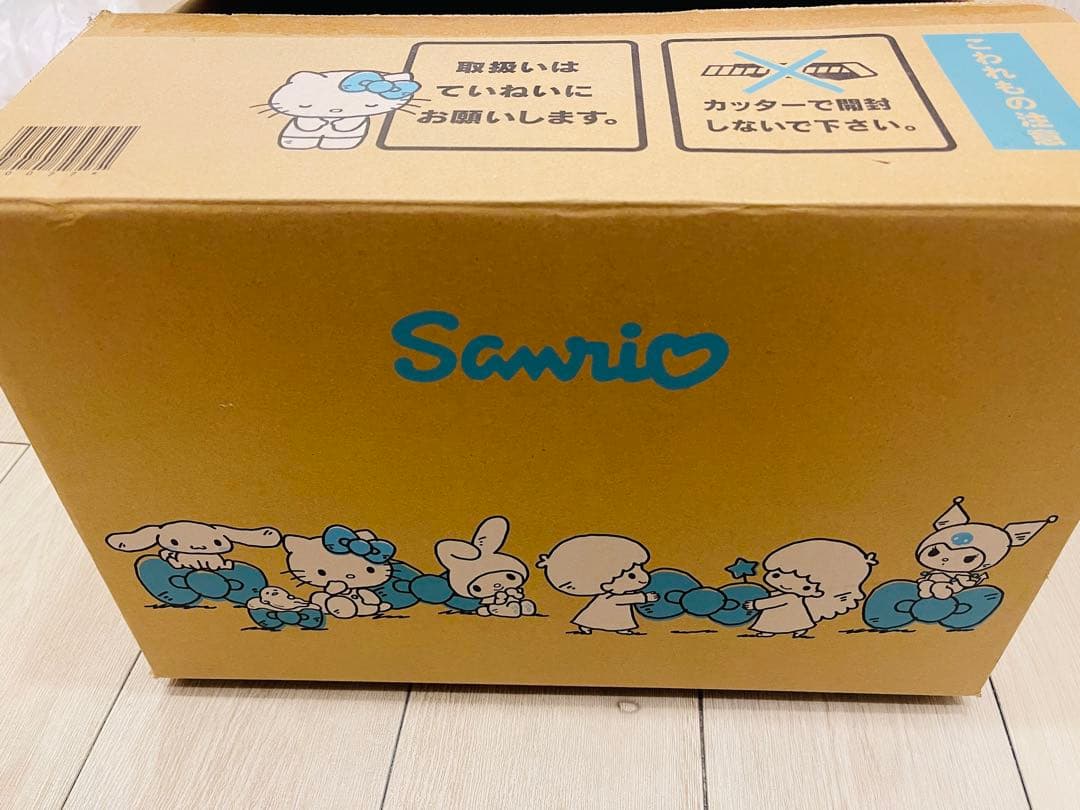 取扱いは
ていねいに
お願いします。
カッターで開封
しないで下さい。
こわれもの注意
Sanrio